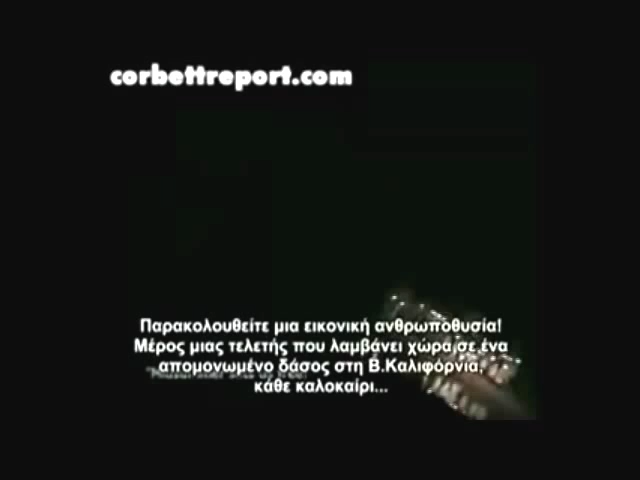 corbettreport.com
Παρακολουθείτε μια εικονική ανθρωποθυσία!
Μέρος μιας τελετής που λαμβάνει χώρα,σε ένα
απομονωμένο δάσος στη Β.Καλιφόρνια,
κάθε καλοκαίρι...